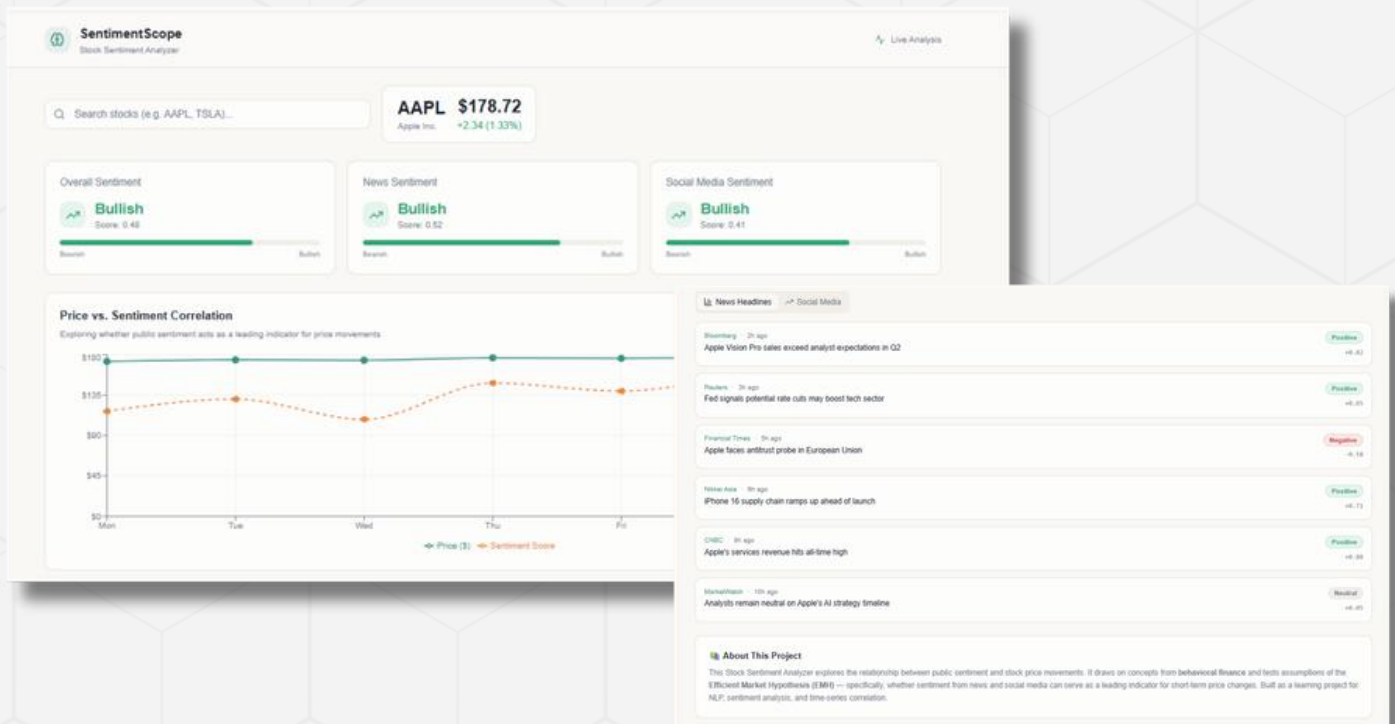 SentimentScope
Stock Sentiment Analyzer
Live Analysis
Search stocks (e.g. AAPL, TSLA)...
AAPL $178.72
Apple Inc. +2.34 (1.33%)
Overall Sentiment
Bullish
Score: 0.48
Bearish Bullish
News Sentiment
Bullish
Score: 0.52
Bearish Bullish
Social Media Sentiment
Bullish
Score: 0.41
Bearish Bullish
Price vs. Sentiment Correlation
Exploring whether public sentiment acts as a leading indicator for price movements
$180
$135
$90
$45
$0
Mon Tue Wed Thu Fri
Price ($) Sentiment Score
News Headlines Social Media
Bloomberg · 2h ago
Apple Vision Pro sales exceed analyst expectations in Q2
Positive
Reuters · 3h ago
Fed signals potential rate cuts may boost tech sector
Positive
Financial Times · 5h ago
Apple faces antitrust probe in European Union
Negative
Nikkei Asia ·
iPhone 16 supply chain ramps up ahead of launch
Positive
CNBC ·
Apple's services revenue hits all-time high
Positive
MarketWatch · 10h ago
Analysts remain neutral on Apple's AI strategy timeline
Neutral
About This Project
This Stock Sentiment Analyzer explores the relationship between public sentiment and stock price movements. It draws on concepts from behavioral finance and tests assumptions of the
Efficient Market Hypothesis (EMH) — specifically, whether sentiment from news and social media can serve as a leading indicator for short-term price changes. Built as a learning project for
NLP, sentiment analysis, and time-series correlation.